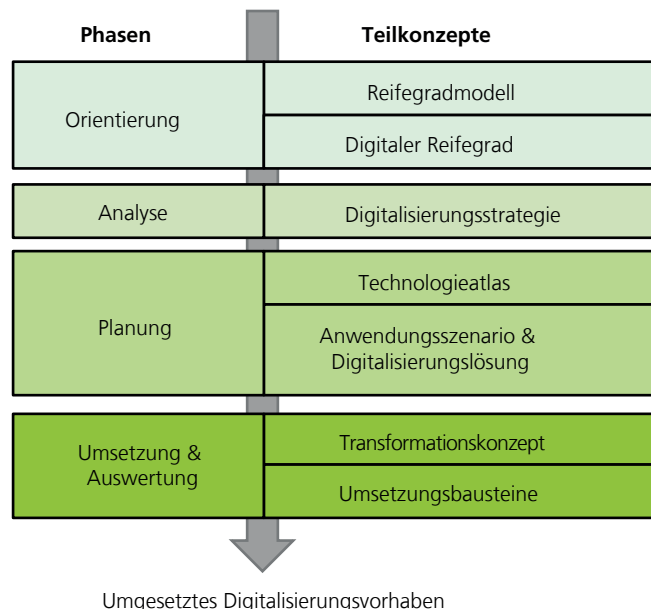 Phasen
Teilkonzepte
Orientierung
Reifegradmodell
Digitaler Reifegrad
Analyse
Digitalisierungsstrategie
Planung
Technologieatlas
Anwendungsszenario &
Digitalisierungslösung
Umsetzung &
Auswertung
Transformationskonzept
Umsetzungsbausteine
Umgesetztes Digitalisierungsvorhaben